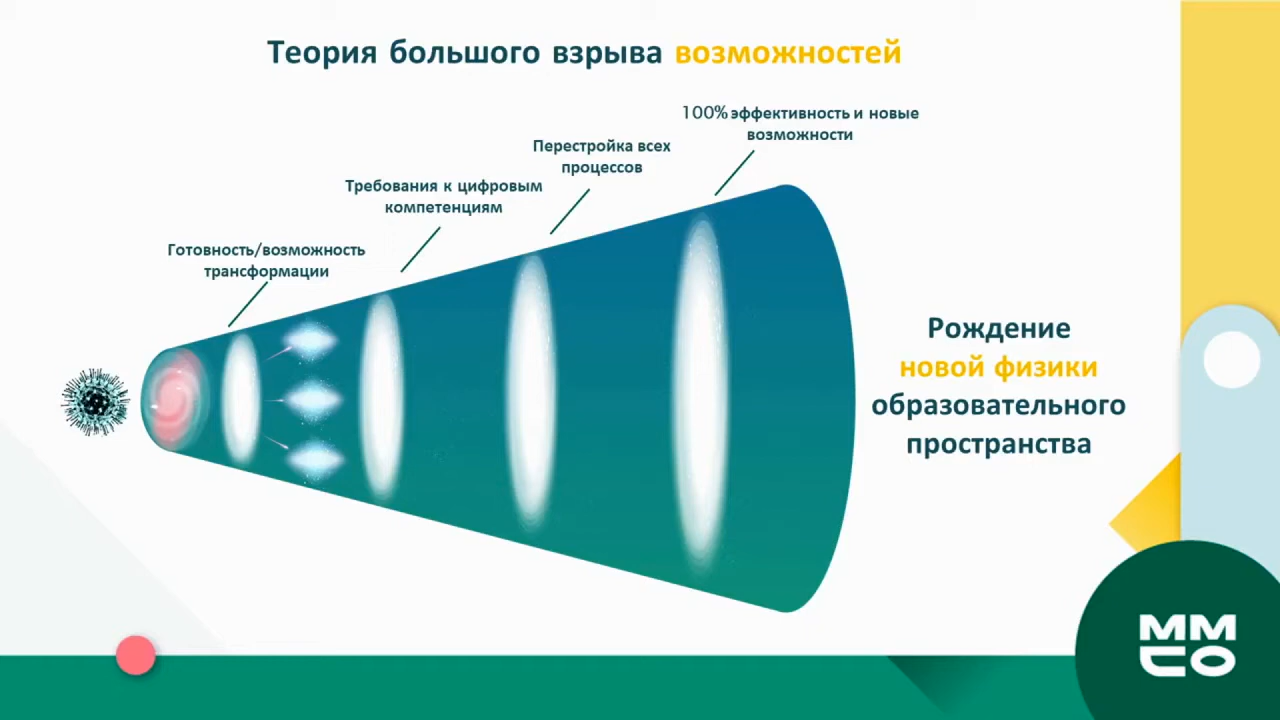 Теория большого взрыва возможностей
100% эффективность и новые
возможности
Перестройка всех
процессов
Требования к цифровым
компетенциям
Готовность/возможность
трансформации
Рождение
новой физики
образовательного
пространства
ММ
СО